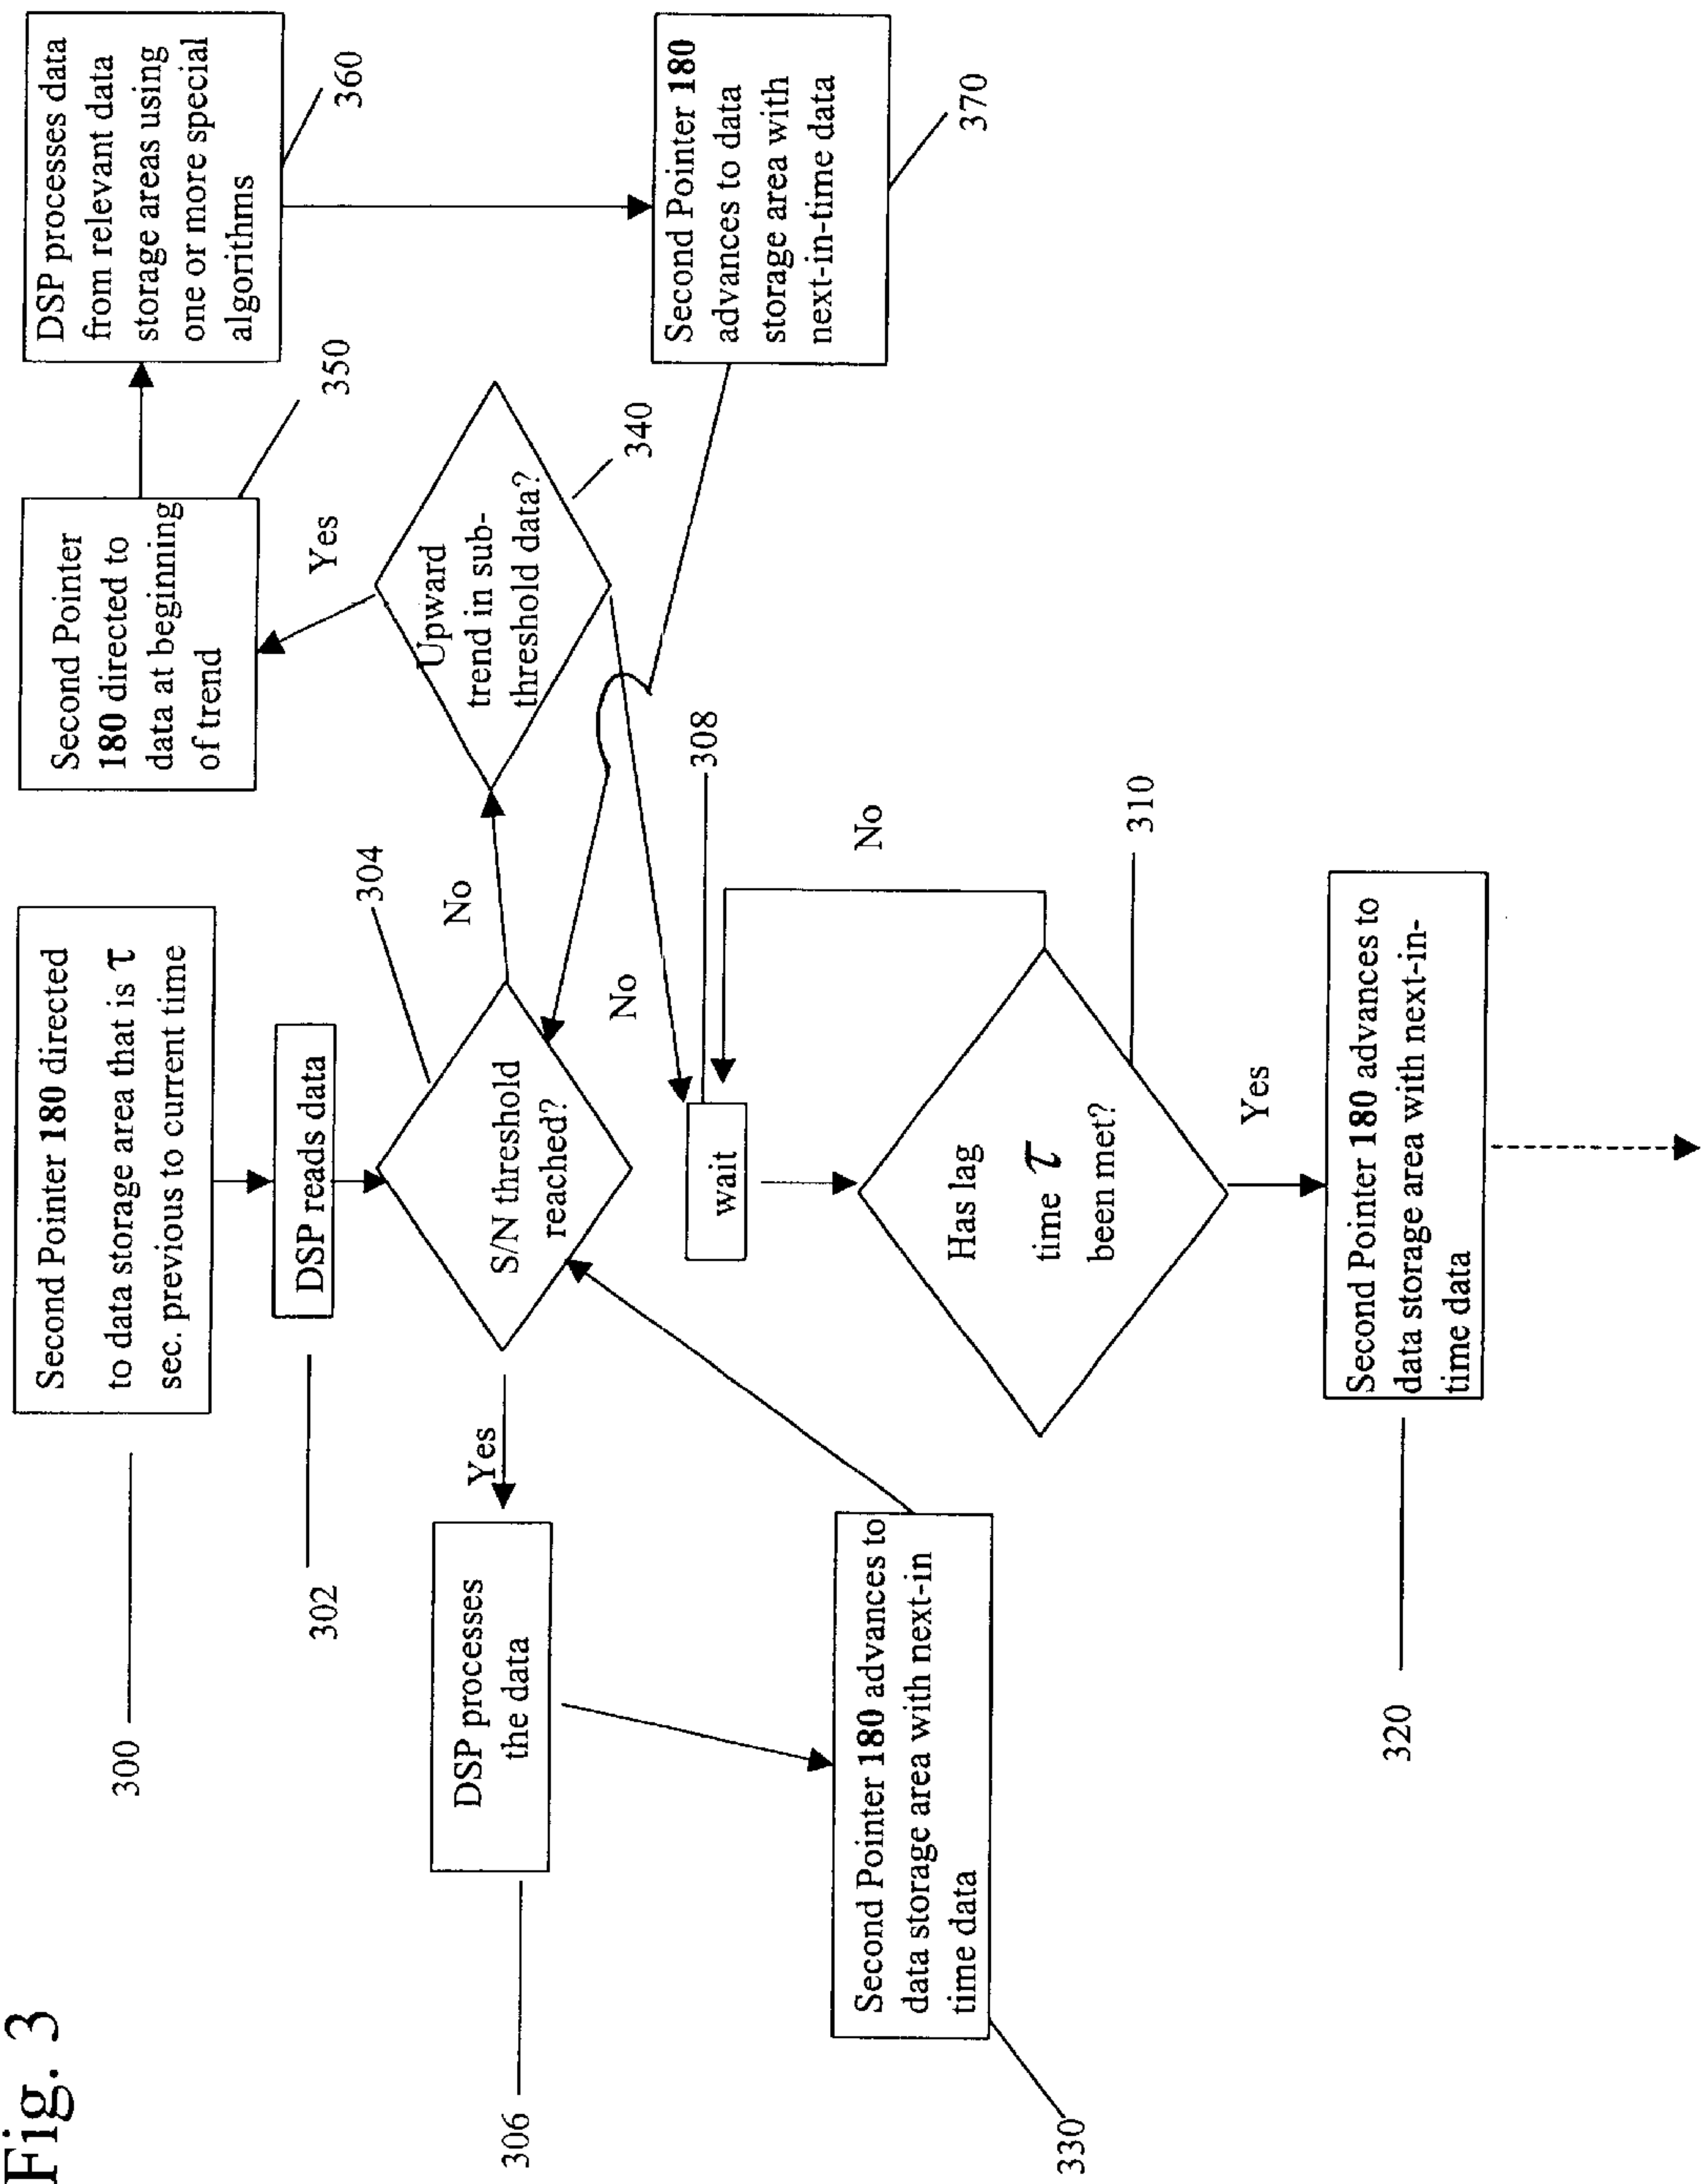 Fig. 3
300
Second Pointer 180 directed
to data storage area that is τ
sec. previous to current time
302
DSP reads data
304
S/N threshold
reached?
Yes
No
306
DSP processes
the data
330
Second Pointer 180 advances to
data storage area with next-in
time data
Upward
trend in sub-
threshold data?
340
Yes
No
Second Pointer
180 directed to
data at beginning
of trend
350
DSP processes data
from relevant data
storage areas using
one or more special
algorithms
360
Second Pointer 180
advances to data
storage area with
next-in-time data
370
wait
308
Has lag
time τ
been met?
310
No
Yes
320
Second Pointer 180 advances to
data storage area with next-in-
time data